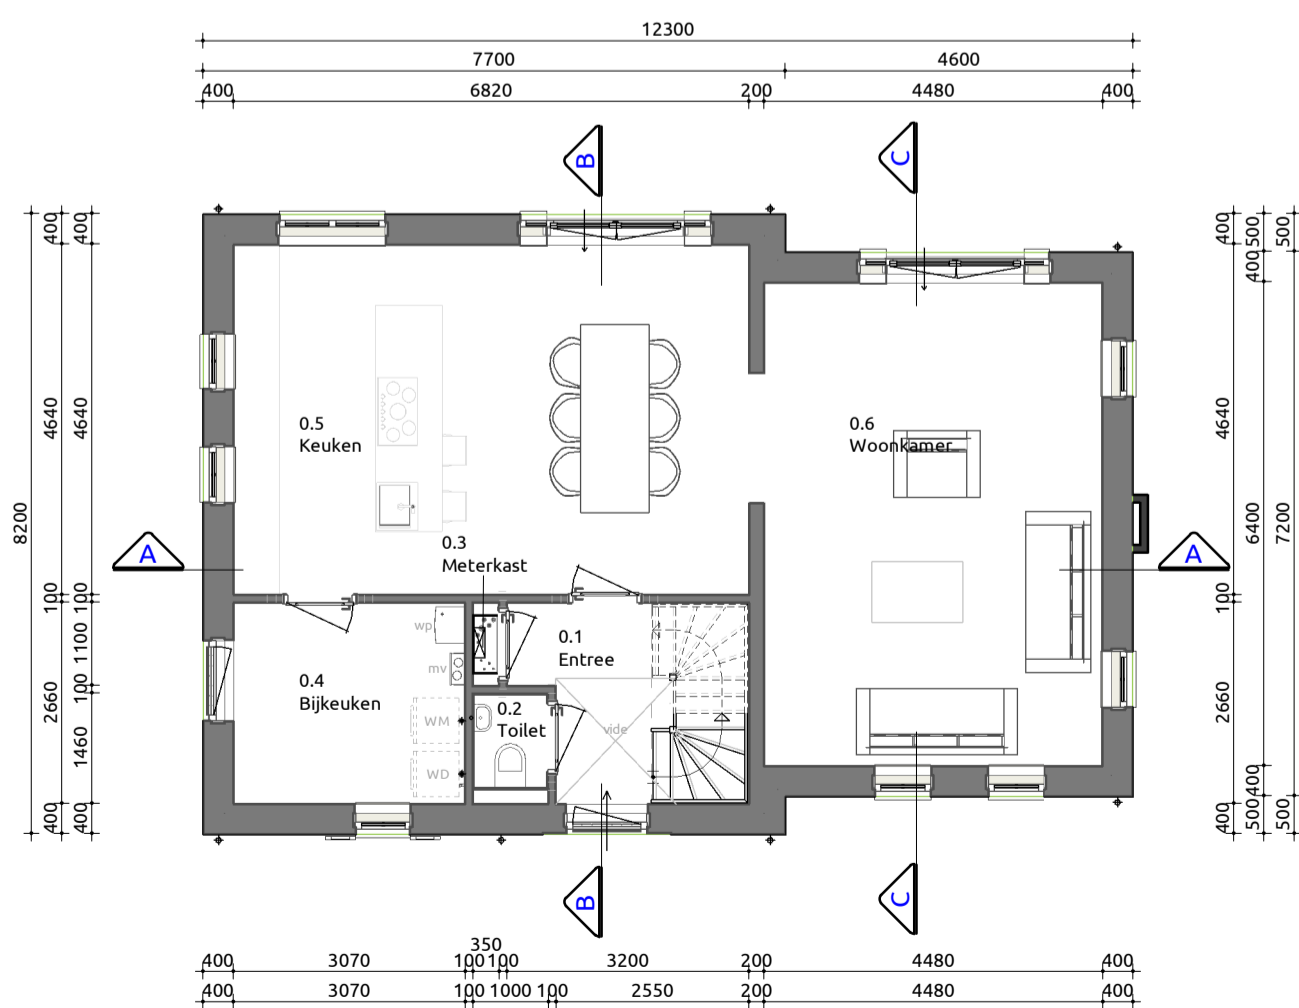 12300
7700 4600
400 6820 200 4480 400
B C
400 400
400 500 500
400
0.5
Keuken
0.6
Woonkamer
4640 4640
4640
8200
6400 7200
0.3
Meterkast
A A
100 100
100
wp
0.1
Entree
1100
mv
0.4
Bijkeuken
100
2660
2660
0.2
Toilet
WM
vide
1460
WD
400 400
400 500 400 500
B C
350
400 3070 100 100 3200 200 4480 400
400 3070 100 1000 100 2550 200 4480 400